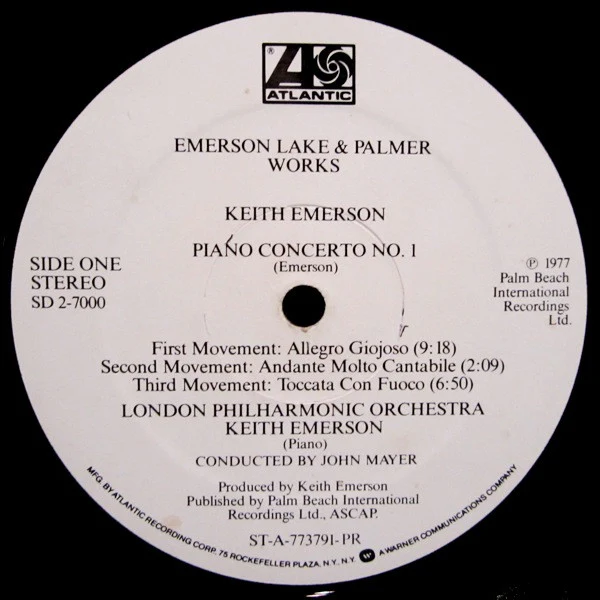 ®
ATLANTIC
EMERSON LAKE & PALMER
WORKS
KEITH EMERSON
PIANO CONCERTO NO. 1
(Emerson)
SIDE ONE
STEREO
SD 2-7000
℗ 1977
Palm Beach
International
Recordings
Ltd.
First Movement: Allegro Giojoso (9:18)
Second Movement: Andante Molto Cantabile (2:09)
Third Movement: Toccata Con Fuoco (6:50)
LONDON PHILHARMONIC ORCHESTRA
KEITH EMERSON
(Piano)
CONDUCTED BY JOHN MAYER
Produced by Keith Emerson
Published by Palm Beach International
Recordings Ltd., ASCAP.
ST-A-773791-PR
MFG. BY ATLANTIC RECORDING CORP. 75 ROCKEFELLER PLAZA, N.Y., N.Y. A WARNER COMMUNICATIONS COMPANY